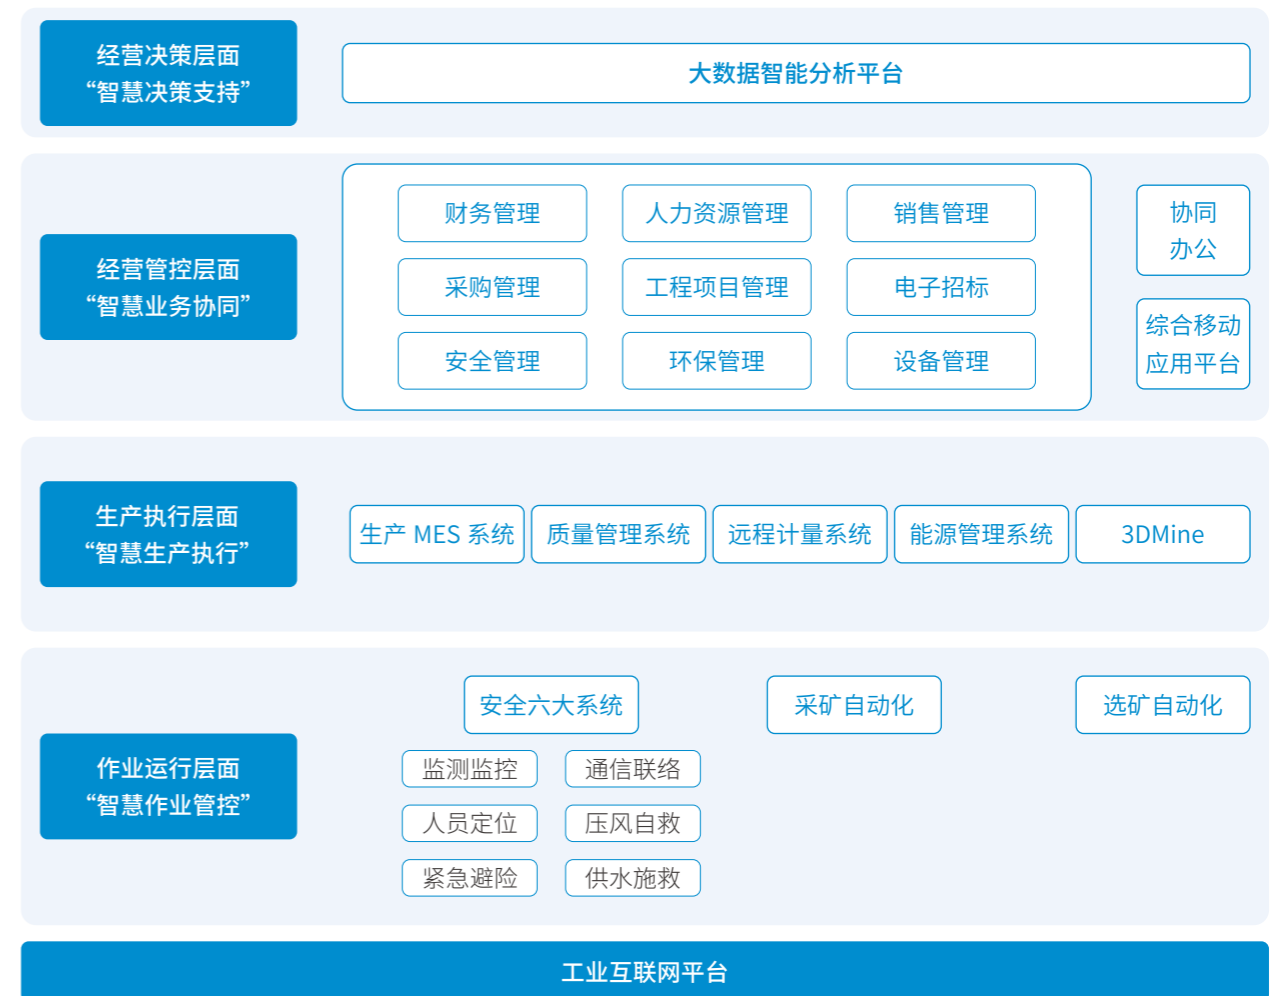 经营决策层面
“智慧决策支持”
大数据智能分析平台
经营管控层面
“智慧业务协同”
财务管理
人力资源管理
销售管理
采购管理
工程项目管理
电子招标
安全管理
环保管理
设备管理
协同
办公
综合移动
应用平台
生产执行层面
“智慧生产执行”
生产 MES 系统
质量管理系统
远程计量系统
能源管理系统
3DMine
作业运行层面
“智慧作业管控”
安全六大系统
采矿自动化
选矿自动化
监测监控
通信联络
人员定位
压风自救
紧急避险
供水施救
工业互联网平台